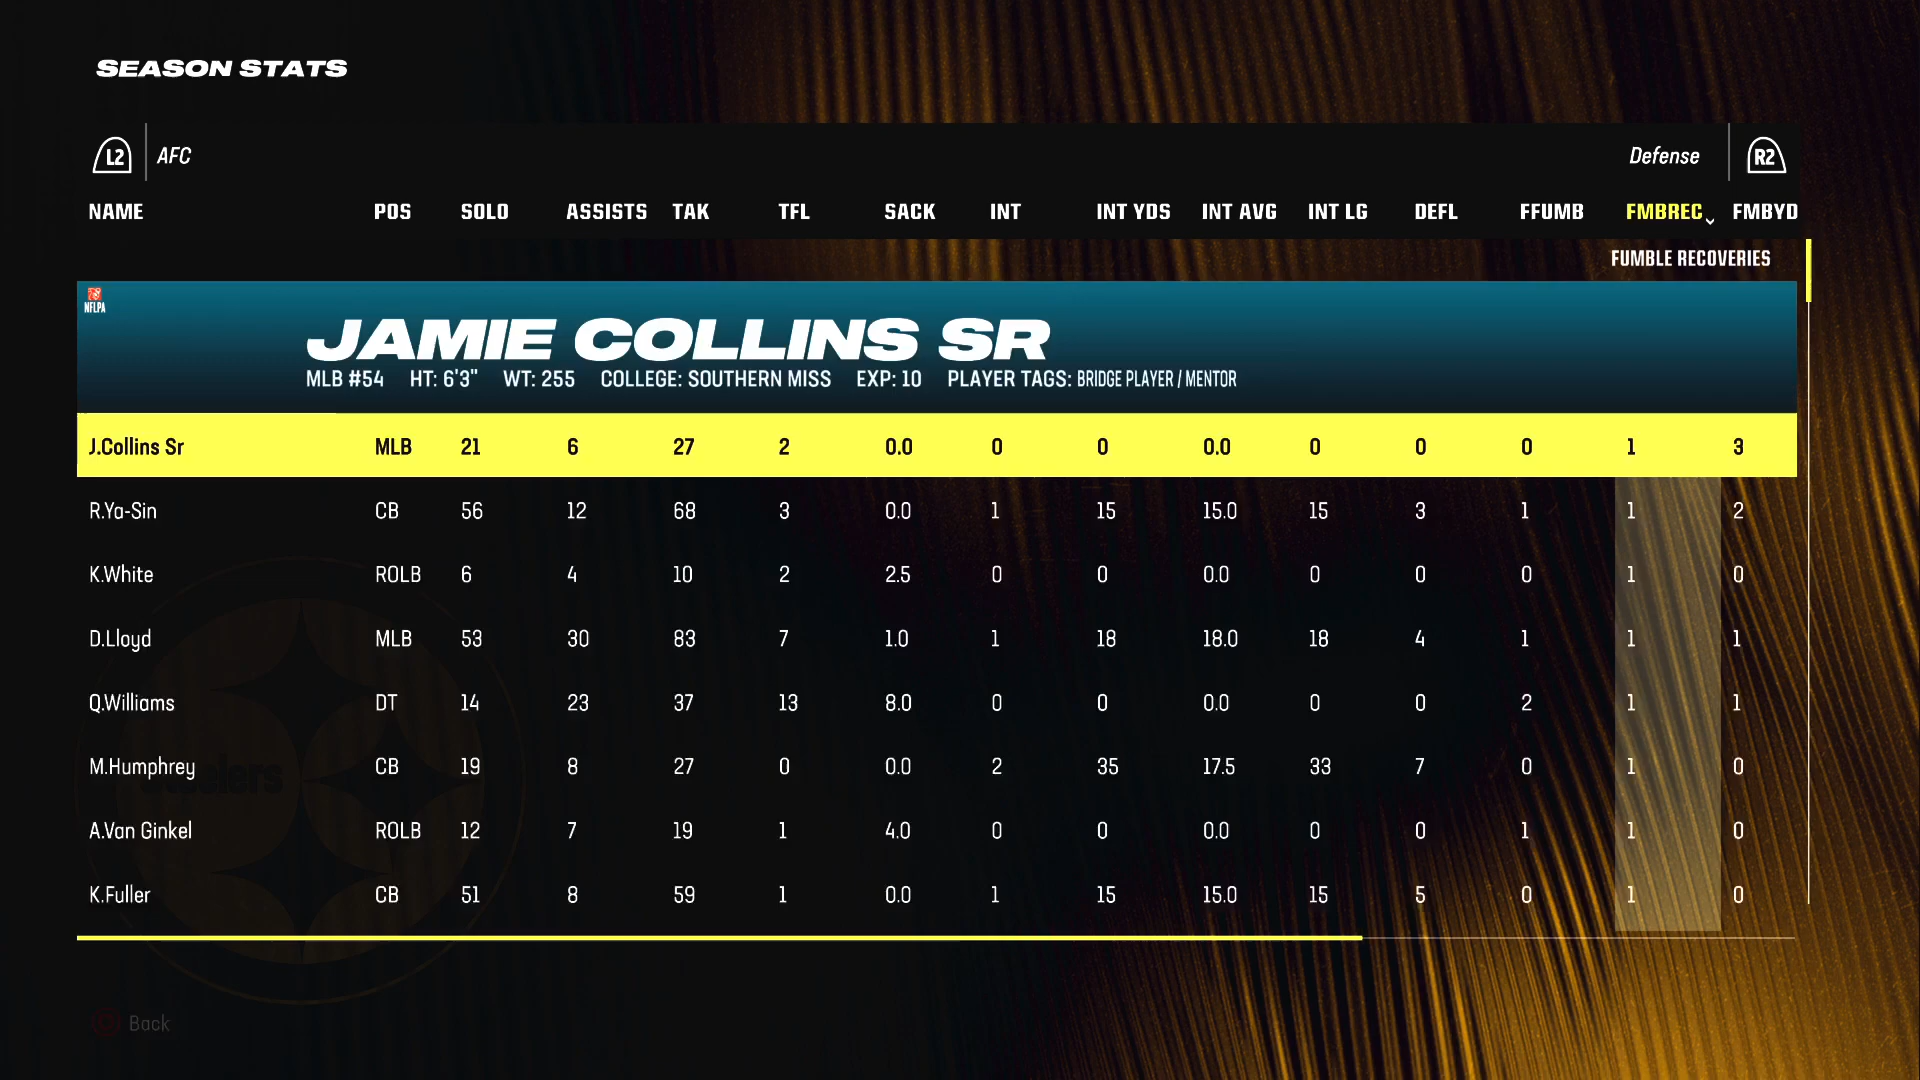 SEASON STATS
L2 AFC Defense R2
NAME POS SOLO ASSISTS TAK TFL SACK INT INT YDS INT AVG INT LG DEFL FFUMB FMBREC FMBYD
FUMBLE RECOVERIES
NFLPA
JAMIE COLLINS SR
MLB #54 HT: 6'3" WT: 255 COLLEGE: SOUTHERN MISS EXP: 10 PLAYER TAGS: BRIDGE PLAYER / MENTOR
J.Collins Sr MLB 21 6 27 2 0.0 0 0 0.0 0 0 0 1 3
R.Ya-Sin CB 56 12 68 3 0.0 1 15 15.0 15 3 1 1 2
K.White ROLB 6 4 10 2 2.5 0 0 0.0 0 0 0 1 0
D.Lloyd MLB 53 30 83 7 1.0 1 18 18.0 18 4 1 1 1
Q.Williams DT 14 23 37 13 8.0 0 0 0.0 0 0 2 1 1
M.Humphrey CB 19 8 27 0 0.0 2 35 17.5 33 7 0 1 0
A.Van Ginkel ROLB 12 7 19 1 4.0 0 0 0.0 0 0 1 1 0
K.Fuller CB 51 8 59 1 0.0 1 15 15.0 15 5 0 1 0
Steelers
Back